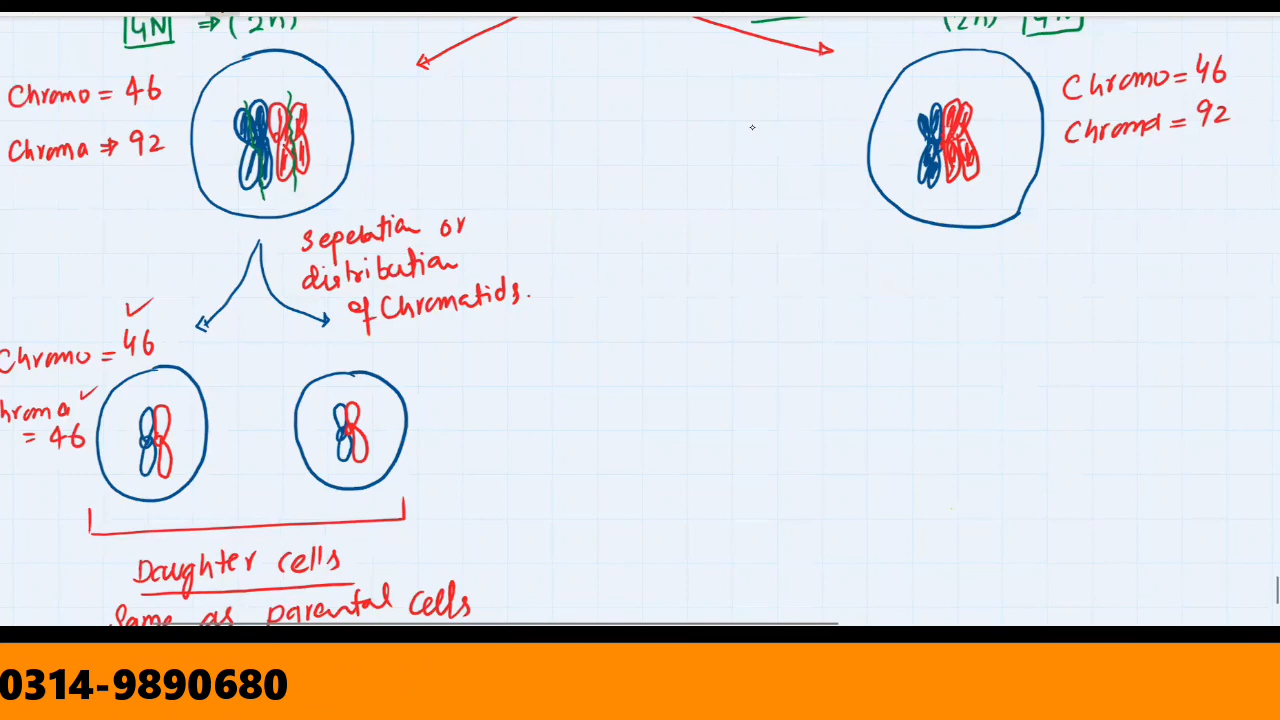 4N ⇒ (2n)
(2n) 4N
Chromo = 46
Chroma ⇒ 92
Chromo = 46
Chroma = 92
Seperation or
distribution
of Chromatids.
Chromo = 46
hroma
= 46
Daughter cells
Same as parental cells
0314-9890680